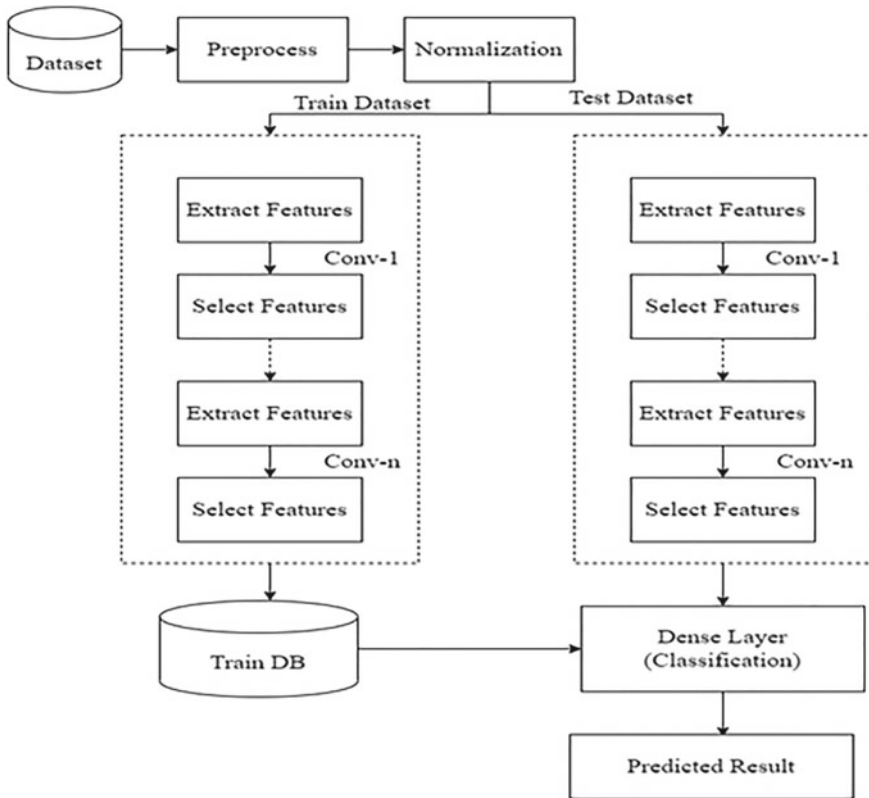 Dataset
Preprocess
Normalization
Train Dataset
Test Dataset
Extract Features
Conv-1
Select Features
Extract Features
Conv-n
Select Features
Train DB
Extract Features
Conv-1
Select Features
Extract Features
Conv-n
Select Features
Dense Layer
(Classification)
Predicted Result